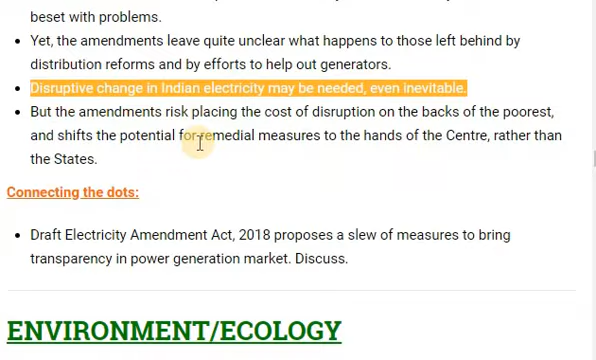 beset with problems.
Yet, the amendments leave quite unclear what happens to those left behind by
distribution reforms and by efforts to help out generators.
Disruptive change in Indian electricity may be needed, even inevitable.
But the amendments risk placing the cost of disruption on the backs of the poorest,
and shifts the potential for remedial measures to the hands of the Centre, rather than
the States.
Connecting the dots:
Draft Electricity Amendment Act, 2018 proposes a slew of measures to bring
transparency in power generation market. Discuss.
ENVIRONMENT/ECOLOGY